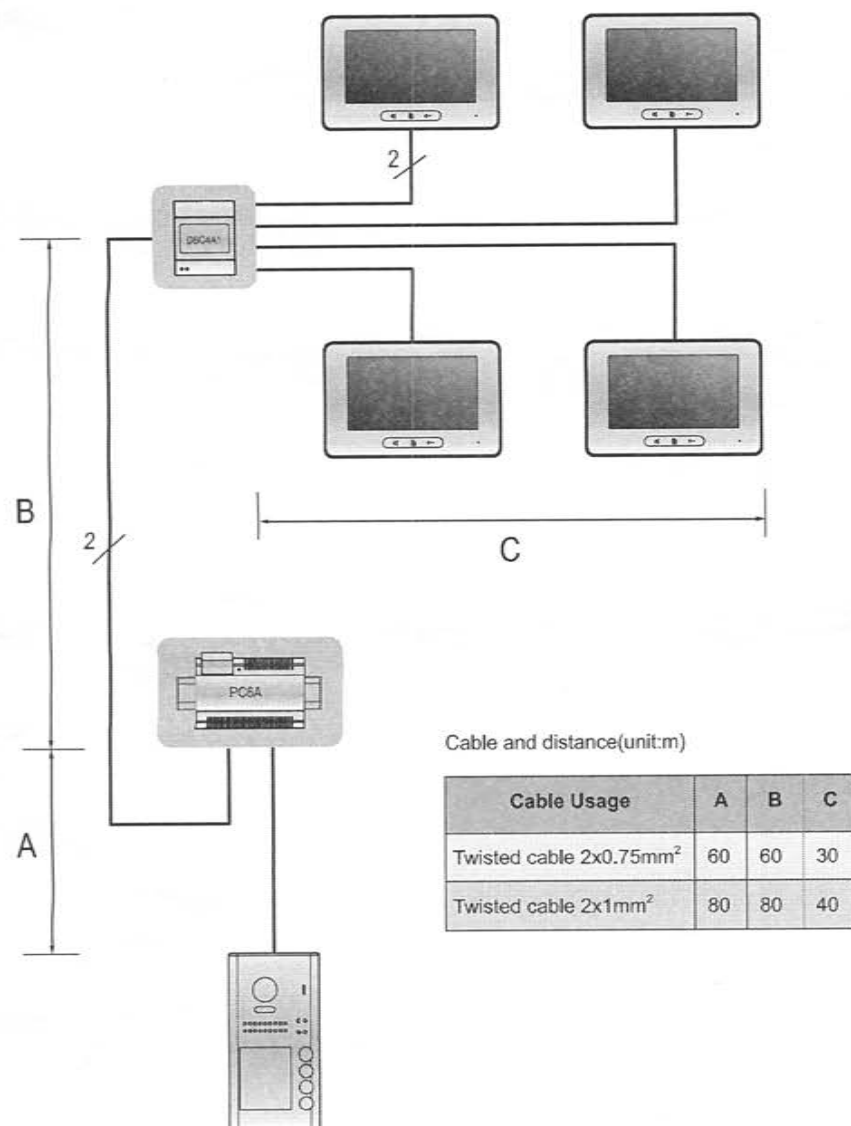 2
DBC4A1
B
2
C
PC6A
Cable and distance(unit:m)
Cable Usage A B C
Twisted cable 2x0.75mm² 60 60 30
A
Twisted cable 2x1mm² 80 80 40